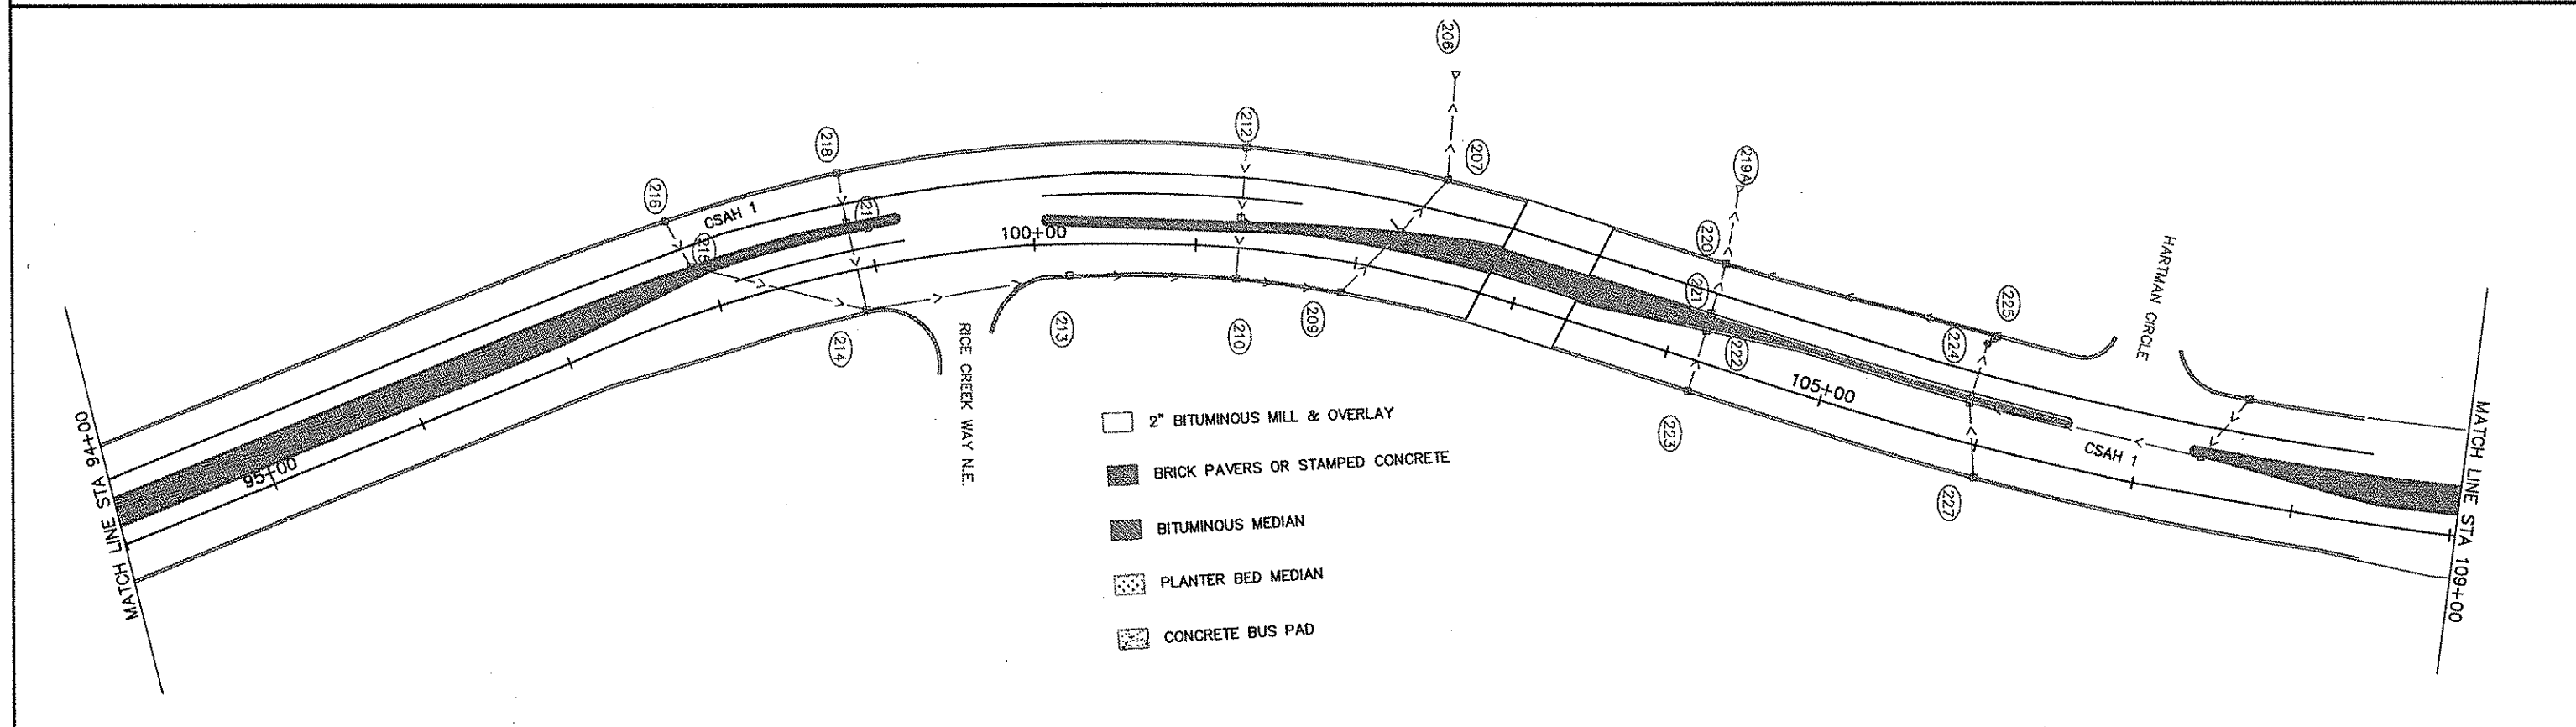 206
212
207
218
219A
216
CSAH 1
21
220
HARTMAN CIRCLE
215
100+00
221
225
213
209
210
214
222
224
RICE CREEK WAY N.E.
105+00
223
CSAH 1
227
MATCH LINE STA 94+00
95+00
MATCH LINE STA 109+00
2" BITUMINOUS MILL & OVERLAY
BRICK PAVERS OR STAMPED CONCRETE
BITUMINOUS MEDIAN
PLANTER BED MEDIAN
CONCRETE BUS PAD